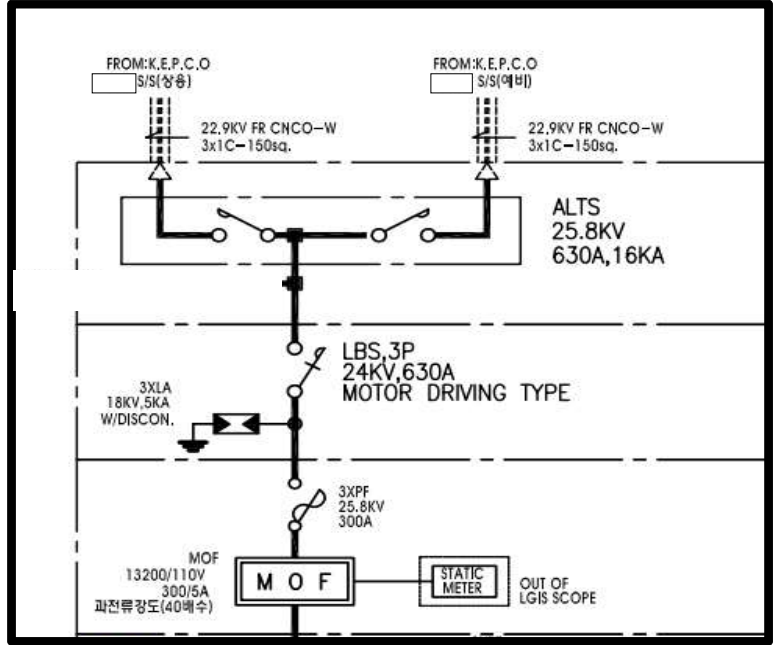 FROM:K.E.P.C.O
S/S(상용)
FROM:K.E.P.C.O
S/S(예비)
22.9KV FR CNCO-W
3x1C-150sq.
22.9KV FR CNCO-W
3x1C-150sq.
ALTS
25.8KV
630A,16KA
LBS,3P
24KV,630A
MOTOR DRIVING TYPE
3XLA
18KV,5KA
W/DISCON.
3XPF
25.8KV
300A
MOF
13200/110V
300/5A
과전류강도(40배수)
M O F
STATIC
METER
OUT OF
LGIS SCOPE